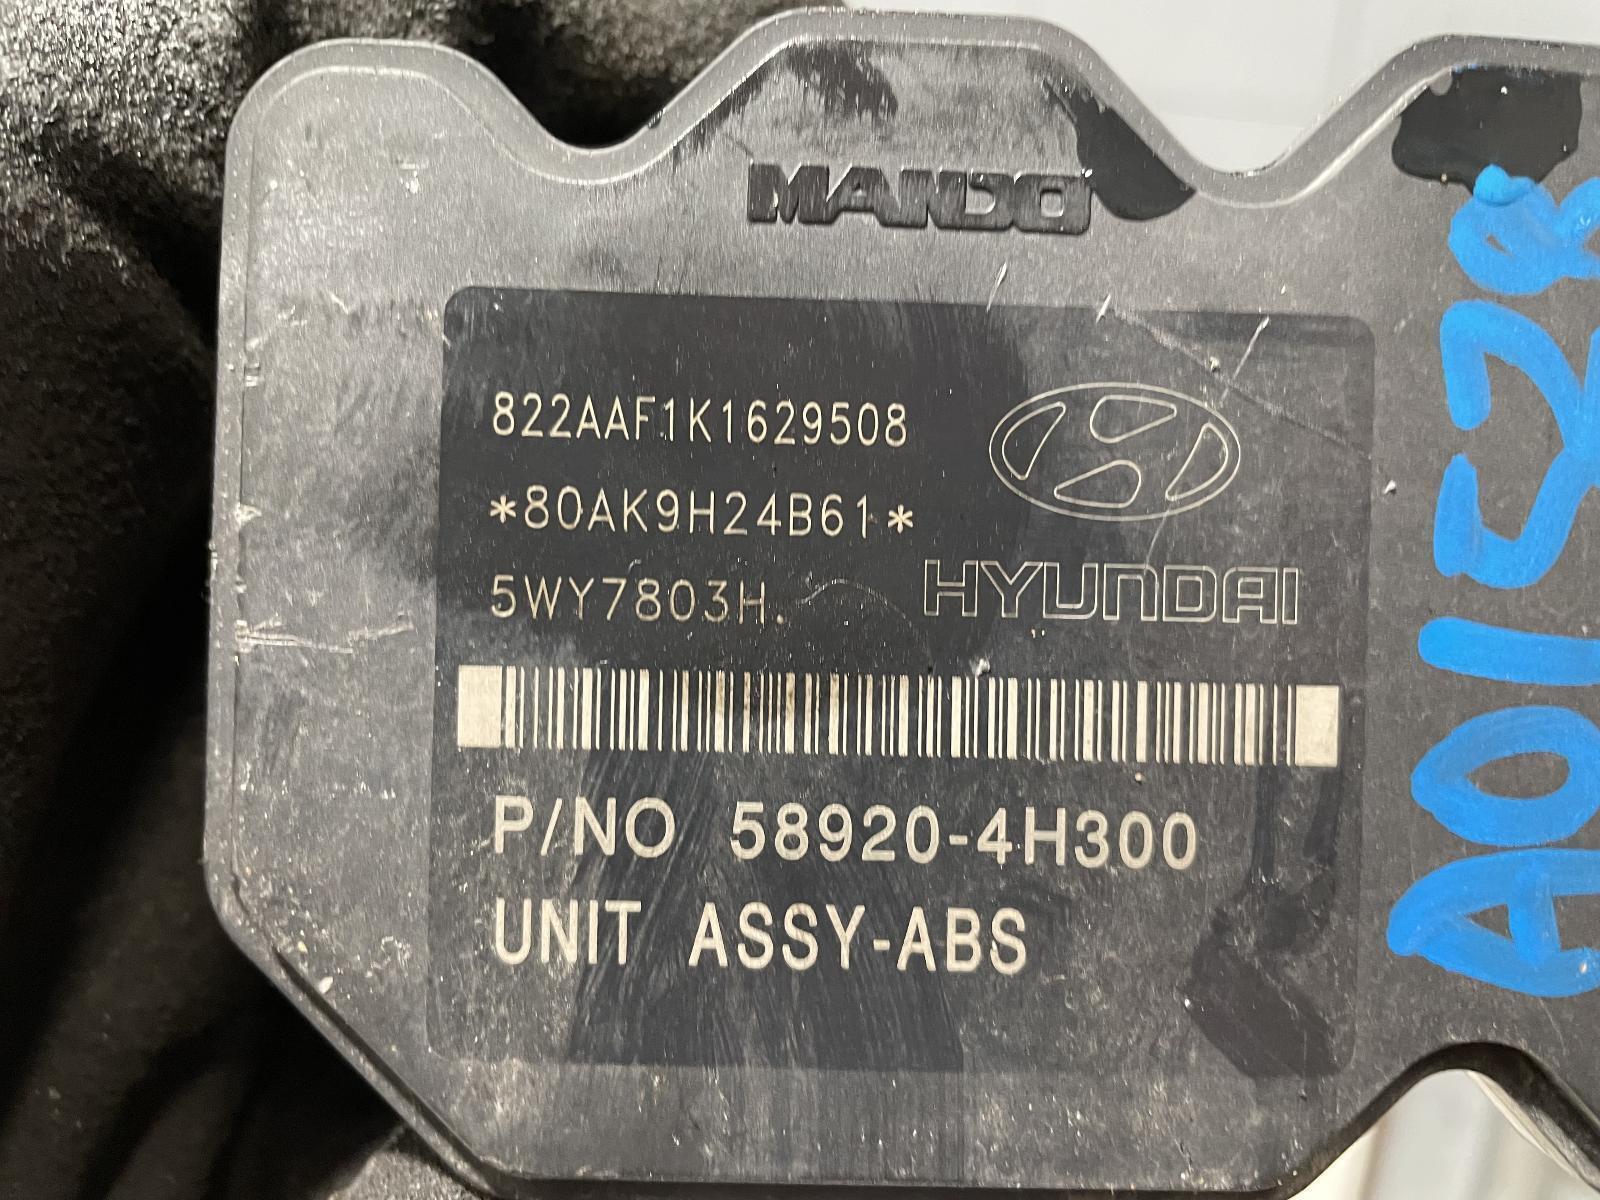 MANDO
822AAF1K1629508
*80AK9H24B61*
5WY7803H.
HYUNDAI
P/NO 58920-4H300
UNIT ASSY-ABS